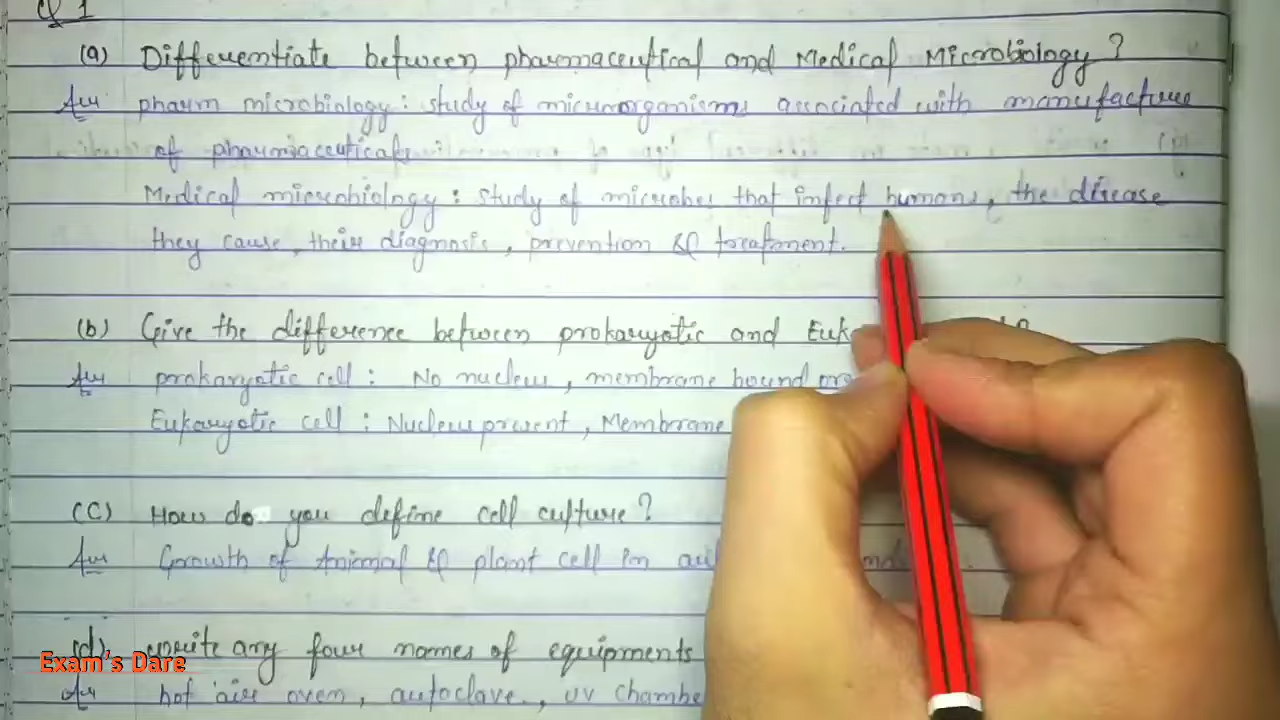 Q 1
(a) Differentiate between pharmaceutical and Medical Microbiology?
Ans pharm microbiology: study of microorganisms associated with manufacture
of pharmaceuticals
Medical microbiology: study of microbes that infect humans, the disease
they cause, their diagnosis, prevention & treatment.
(b) Give the difference between prokaryotic and Euk
Ans prokaryotic cell: No nucleus, membrane bound
Eukaryotic cell: Nucleus present, Membrane
(C) How do you define cell culture?
Ans Growth of Animal & plant cell in
(d) write any four names of equipments
Exam's Dare
Ans hot air oven, autoclave, UV chambe